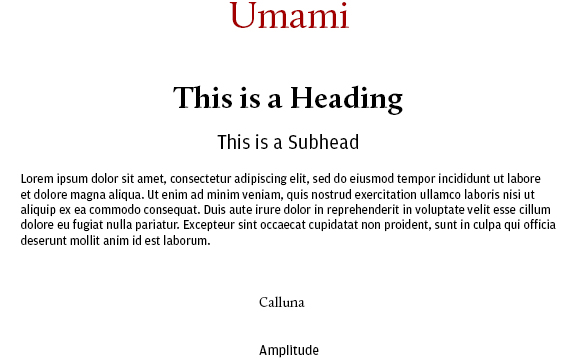 Umami
This is a Heading
This is a Subhead
Lorem ipsum dolor sit amet, consectetur adipiscing elit, sed do eiusmod tempor incididunt ut labore
et dolore magna aliqua. Ut enim ad minim veniam, quis nostrud exercitation ullamco laboris nisi ut
aliquip ex ea commodo consequat. Duis aute irure dolor in reprehenderit in voluptate velit esse cillum
dolore eu fugiat nulla pariatur. Excepteur sint occaecat cupidatat non proident, sunt in culpa qui officia
deserunt mollit anim id est laborum.
Calluna
Amplitude